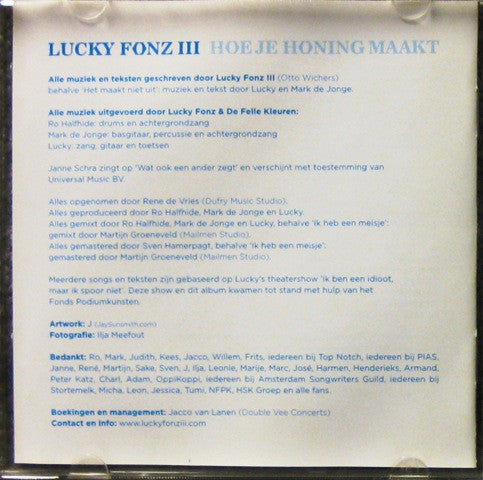 LUCKY FONZ III HOE JE HONING MAAKT
Alle muziek en teksten geschreven door Lucky Fonz III (Otto Wichers)
behalve 'Het maakt niet uit': muziek en tekst door Lucky en Mark de Jonge.
Alle muziek uitgevoerd door Lucky Fonz & De Felle Kleuren:
Ro Halfhide: drums en achtergrondzang
Mark de Jonge: basgitaar, percussie en achtergrondzang
Lucky: zang, gitaar en toetsen
Janne Schra zingt op 'Wat ook een ander zegt' en verschijnt met toestemming van
Universal Music BV.
Alles opgenomen door Rene de Vries (Dufry Music Studio).
Alles geproduceerd door Ro Halfhide, Mark de Jonge en Lucky.
Alles gemixt door Ro Halfhide, Mark de Jonge en Lucky, behalve 'Ik heb een meisje':
gemixt door Martijn Groeneveld (Mailmen Studio).
Alles gemasterd door Sven Hamerpagt, behalve 'Ik heb een meisje':
gemasterd door Martijn Groeneveld (Mailmen Studio).
Meerdere songs en teksten zijn gebaseerd op Lucky's theatershow 'Ik ben een idioot,
maar ik spoor niet'. Deze show en dit album kwamen tot stand met hulp van het
Fonds Podiumkunsten.
Artwork: J (JaySunsmith.com)
Fotografie: Ilja Meefout
Bedankt: Ro, Mark, Judith, Kees, Jacco, Willem, Frits, iedereen bij Top Notch, iedereen bij PIAS,
Janne, René, Martijn, Sake, Sven, J, Ilja, Leonie, Marije, Marc, José, Harmen, Henderieks, Armand,
Peter Katz, Charl, Adam, OppiKoppi, iedereen bij Amsterdam Songwriters Guild, iedereen bij
Stortemelk, Micha, Leon, Jessica, Tumi, NFPK, HSK Groep en alle fans.
Boekingen en management: Jacco van Lanen (Double Vee Concerts)
Contact en Info: www.luckyfonziii.com